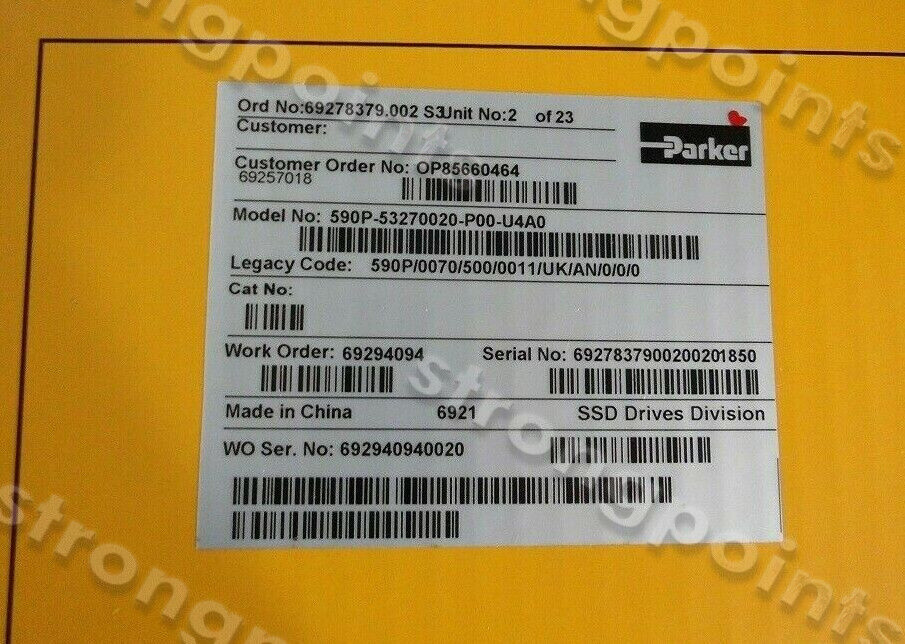 Ord No:69278379.002 S3Unit No:2 of 23
Customer:
Parker
Customer Order No: OP85660464
69257018
Model No: 590P-53270020-P00-U4A0
Legacy Code: 590P/0070/500/0011/UK/AN/0/0/0
Cat No:
Work Order: 69294094 Serial No: 6927837900200201850
Made in China 6921 SSD Drives Division
WO Ser. No: 692940940020
strongpoints
strongpoints
strongpoints
strongpoints